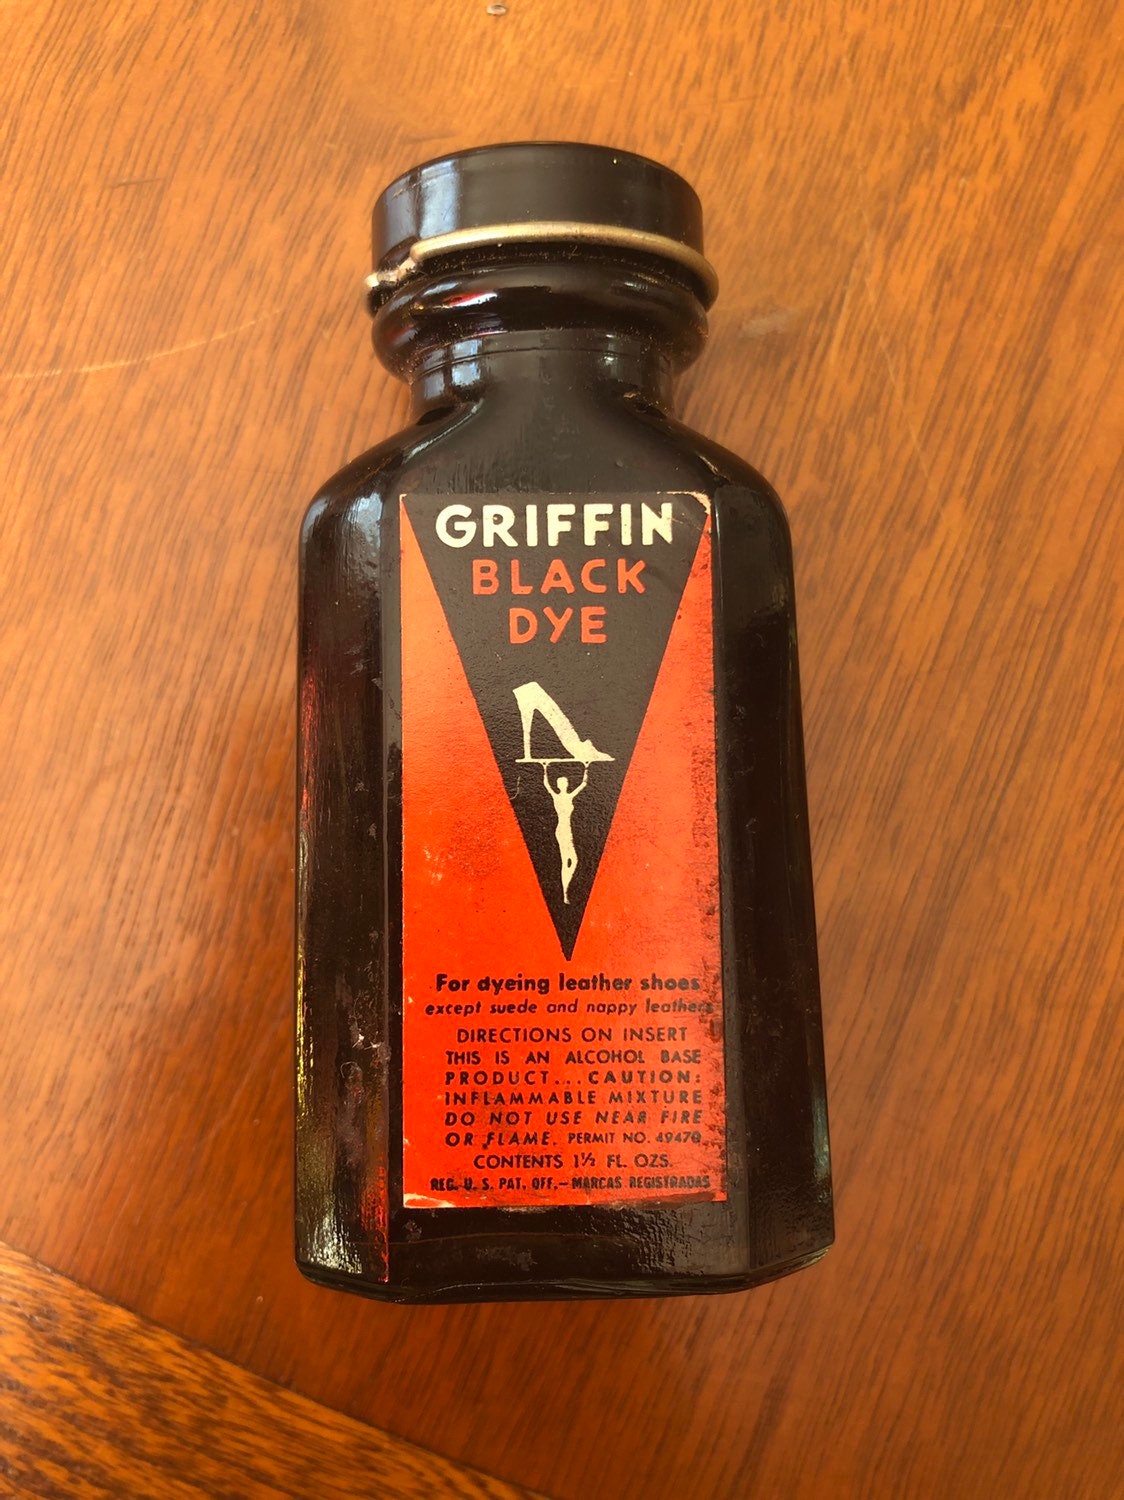 GRIFFIN
BLACK
DYE
For dyeing leather shoes
except suede and nappy leathers
DIRECTIONS ON INSERT
THIS IS AN ALCOHOL BASE
PRODUCT...CAUTION:
INFLAMMABLE MIXTURE
DO NOT USE NEAR FIRE
OR FLAME. PERMIT NO. 49470
CONTENTS 1½ FL. OZS.
REG. U. S. PAT. OFF.—MARCAS REGISTRADAS